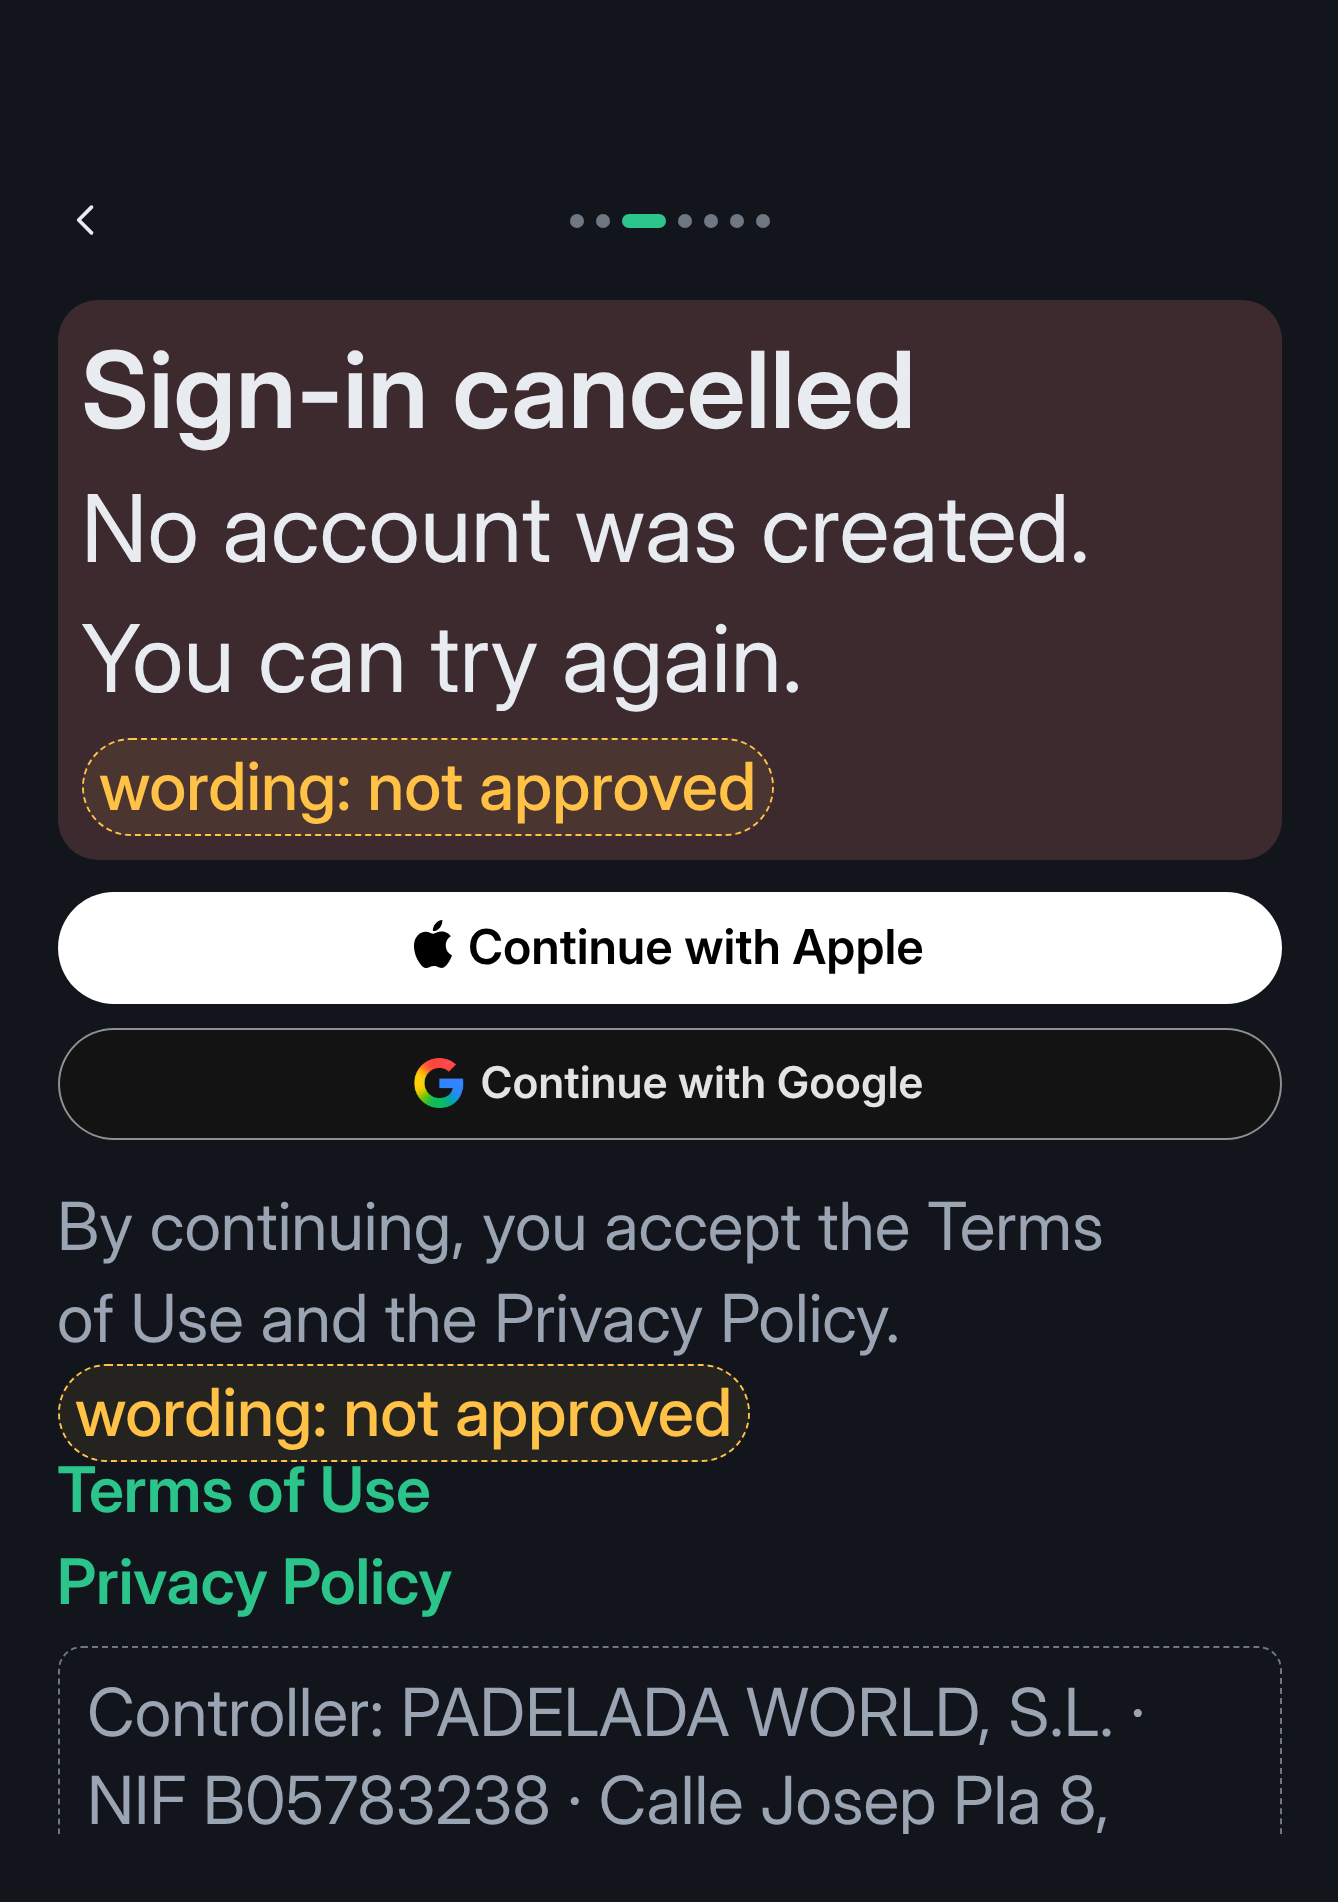 Sign-in cancelled
No account was created.
You can try again.
wording: not approved
Continue with Apple
Continue with Google
By continuing, you accept the Terms
of Use and the Privacy Policy.
wording: not approved
Terms of Use
Privacy Policy
Controller: PADELADA WORLD, S.L. ·
NIF B05783238 · Calle Josep Pla 8,